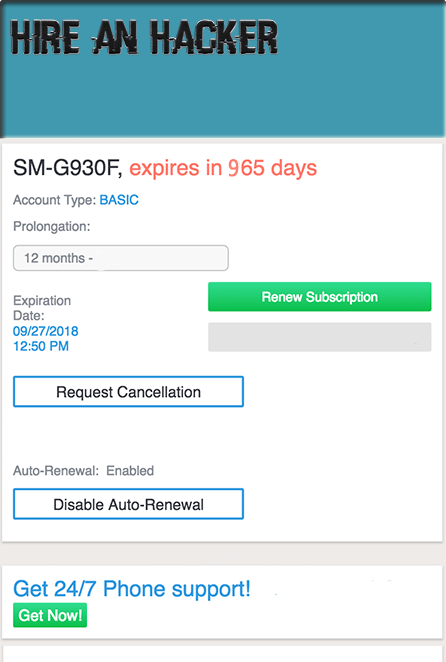 HIRE AN HACKER
SM-G930F, expires in 965 days
Account Type: BASIC
Prolongation:
12 months -
Renew Subscription
Expiration
Date:
09/27/2018
12:50 PM
Request Cancellation
Auto-Renewal: Enabled
Disable Auto-Renewal
Get 24/7 Phone support!
Get Now!